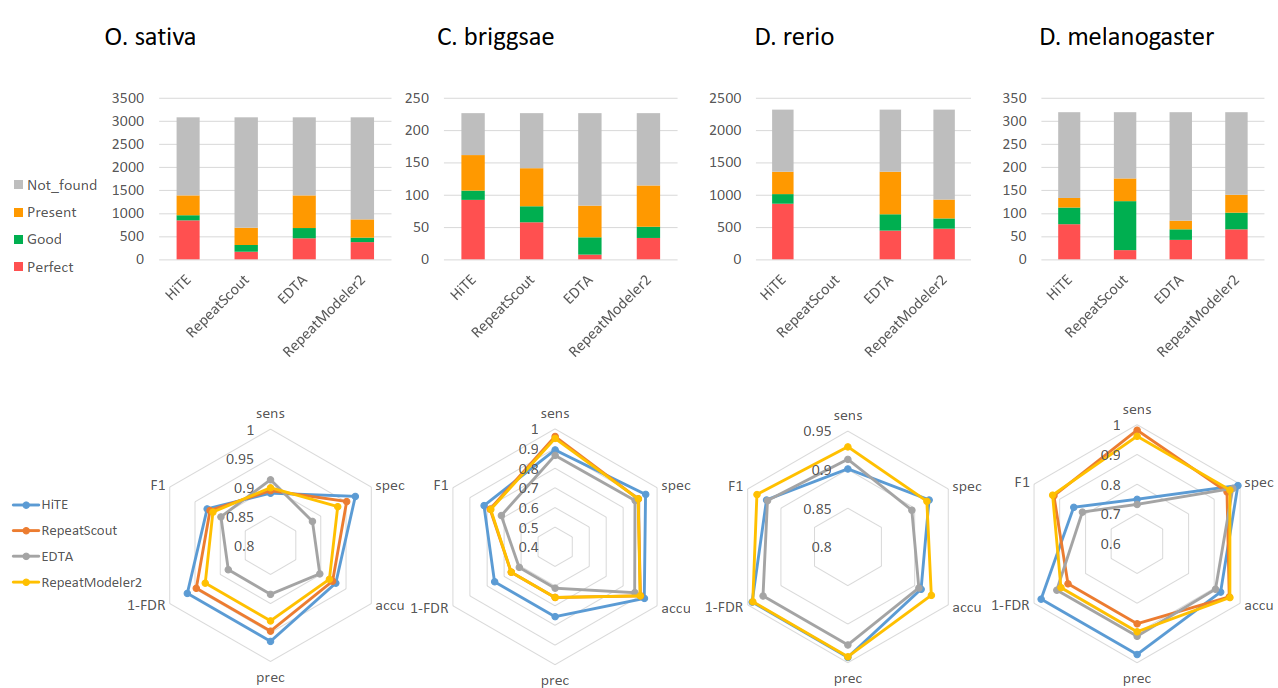 O. sativa
C. briggsae
D. rerio
D. melanogaster
3500
3000
2500
2000
1500
1000
500
0
250
200
150
100
50
0
2500
2000
1500
1000
500
0
350
300
250
200
150
100
50
0
Not_found
Present
Good
Perfect
HiTE
RepeatScout
EDTA
RepeatModeler2
HiTE
RepeatScout
EDTA
RepeatModeler2
HiTE
RepeatScout
EDTA
RepeatModeler2
HiTE
RepeatScout
EDTA
RepeatModeler2
HiTE
RepeatScout
EDTA
RepeatModeler2
sens
spec
accu
prec
1-FDR
F1
1
0.95
0.9
0.85
0.8
sens
spec
accu
prec
1-FDR
F1
1
0.9
0.8
0.7
0.6
0.5
0.4
sens
spec
accu
prec
1-FDR
F1
0.95
0.9
0.85
0.8
sens
spec
accu
prec
1-FDR
F1
1
0.9
0.8
0.7
0.6